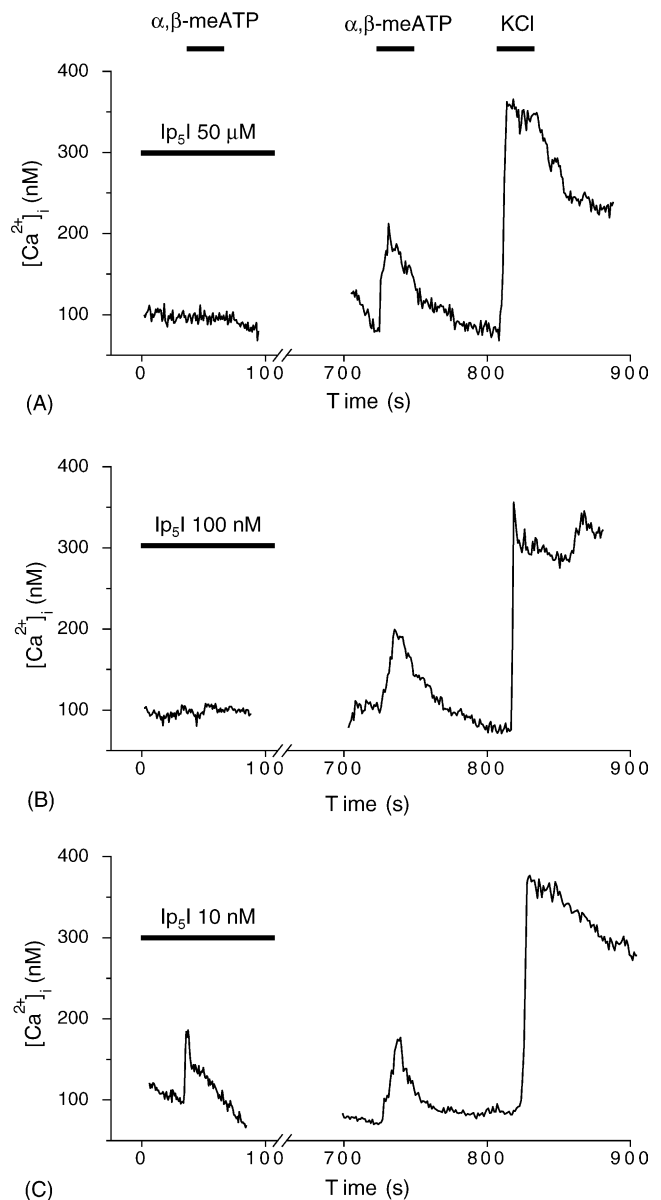 α,β-meATP α,β-meATP KCl
400
Ip₅I 50 μM
300
200
100
[Ca²⁺]ᵢ (nM)
0 100 700 800 900
Time (s)
(A)
400
Ip₅I 100 nM
300
200
100
[Ca²⁺]ᵢ (nM)
0 100 700 800 900
Time (s)
(B)
400
Ip₅I 10 nM
300
200
100
[Ca²⁺]ᵢ (nM)
0 100 700 800 900
Time (s)
(C)